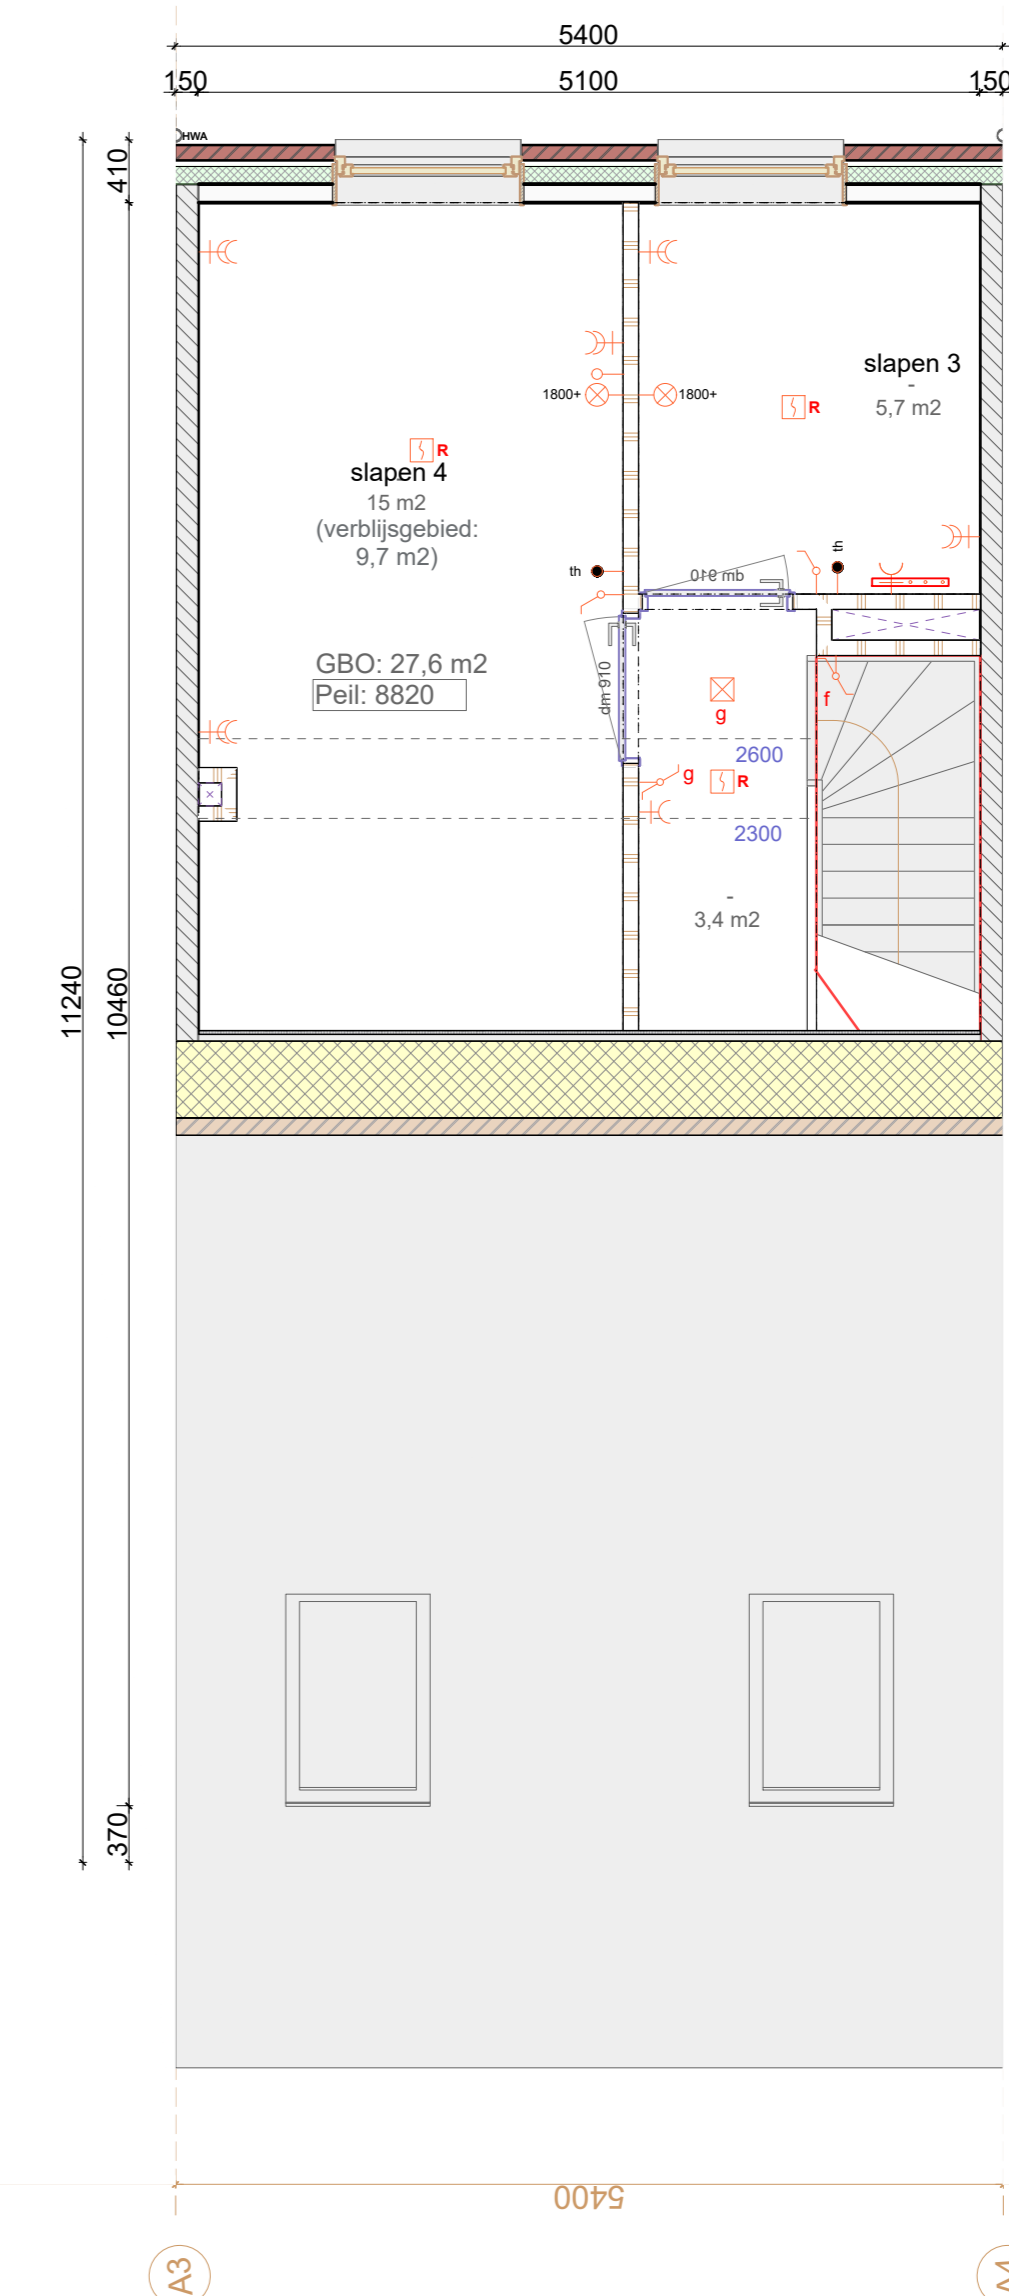 5400
150
5100
150
HWA
410
slapen 3
-
5,7 m2
1800+
1800+
R
R
slapen 4
15 m2
(verblijsgebied:
9,7 m2)
th
th
dm 910
dm 910
GBO: 27,6 m2
Peil: 8820
g
f
2600
g
R
2300
-
3,4 m2
11240
10460
370
5400
A3